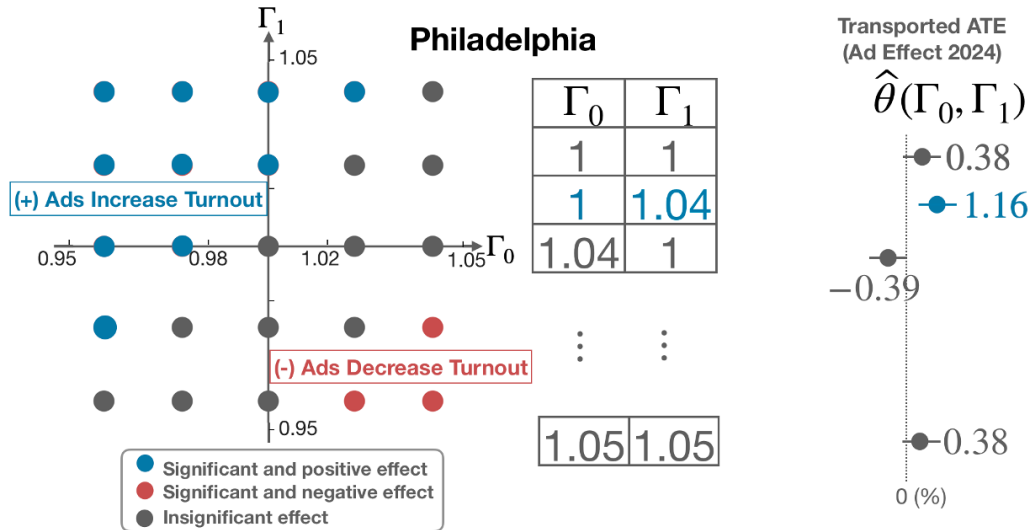 Γ₁
Philadelphia
1.05
(+) Ads Increase Turnout
0.95
0.98
1.02
1.05
Γ₀
(-) Ads Decrease Turnout
0.95
Significant and positive effect
Significant and negative effect
Insignificant effect
Γ₀ Γ₁
1 1
1 1.04
1.04 1
⋮ ⋮
1.05 1.05
Transported ATE
(Ad Effect 2024)
θ̂(Γ₀, Γ₁)
0.38
1.16
−0.39
0.38
0 (%)